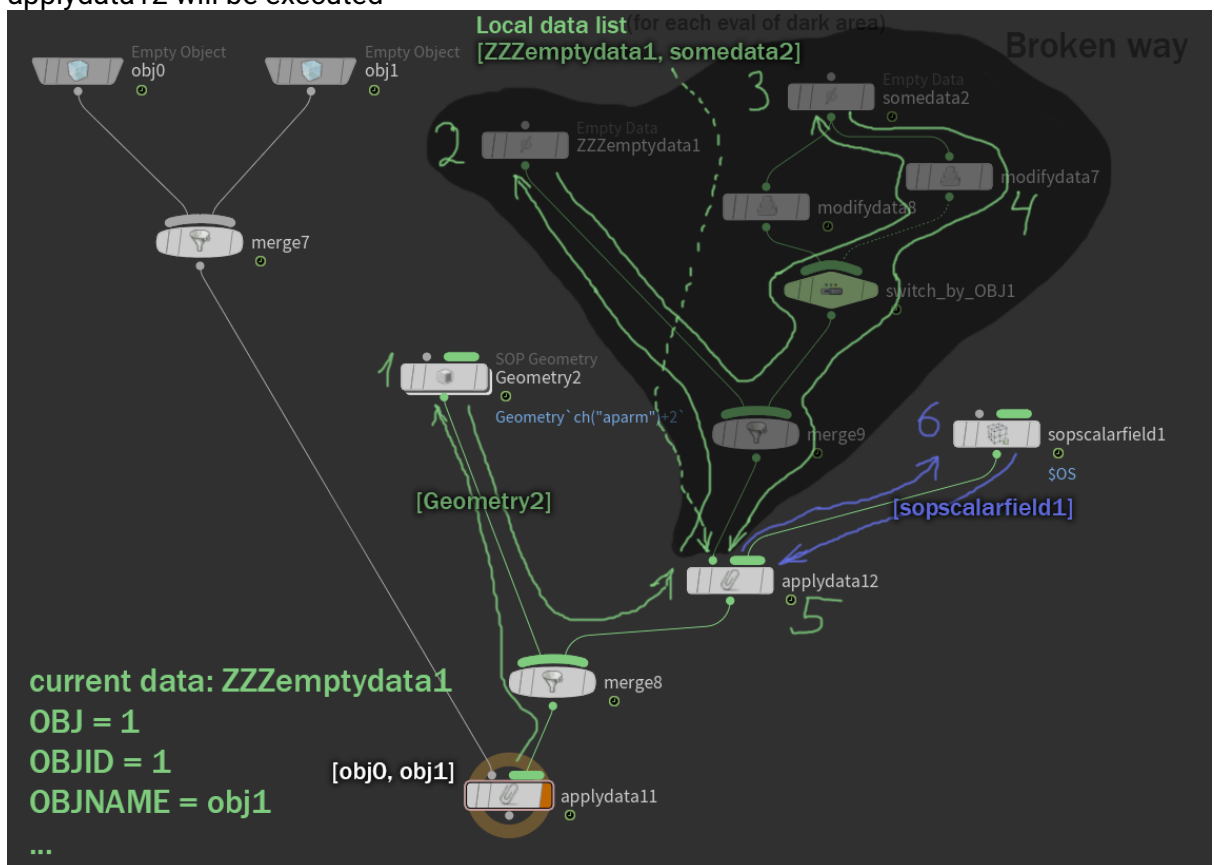 applydata12 will be executed
Local data list (for each eval of dark area)
[ZZZemptydata1, somedata2]
Broken way
Empty Object
obj0
Empty Object
obj1
3
Empty Data
somedata2
2
Empty Data
ZZZemptydata1
modifydata7
4
modifydata8
merge7
switch_by_OBJ1
1
SOP Geometry
Geometry2
Geometry`ch("aparm")+2`
merge9
6
sopscalarfield1
$OS
[Geometry2]
[sopscalarfield1]
applydata12
5
merge8
current data: ZZZemptydata1
OBJ = 1
OBJID = 1
OBJNAME = obj1
...
[obj0, obj1]
applydata11